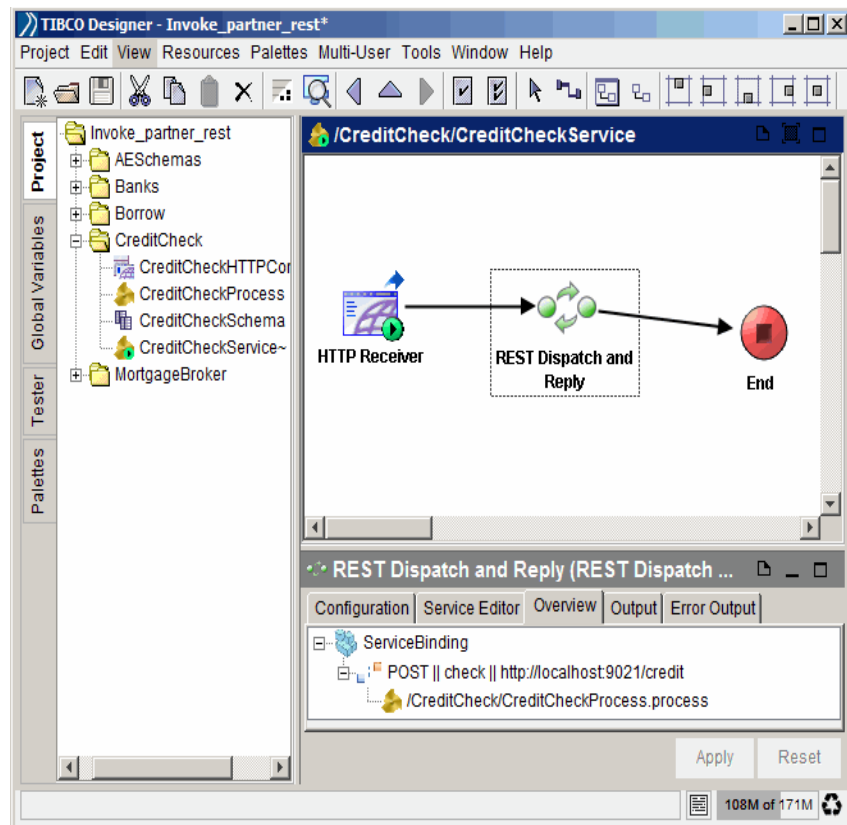 TIBCO Designer - Invoke_partner_rest*
Project Edit View Resources Palettes Multi-User Tools Window Help
Project
Global Variables
Tester
Palettes
Invoke_partner_rest
AESchemas
Banks
Borrow
CreditCheck
CreditCheckHTTPCor
CreditCheckProcess
CreditCheckSchema
CreditCheckService~
MortgageBroker
/CreditCheck/CreditCheckService
HTTP Receiver
REST Dispatch and
Reply
End
REST Dispatch and Reply (REST Dispatch ...
Configuration Service Editor Overview Output Error Output
ServiceBinding
POST || check || http://localhost:9021/credit
/CreditCheck/CreditCheckProcess.process
Apply Reset
108M of 171M